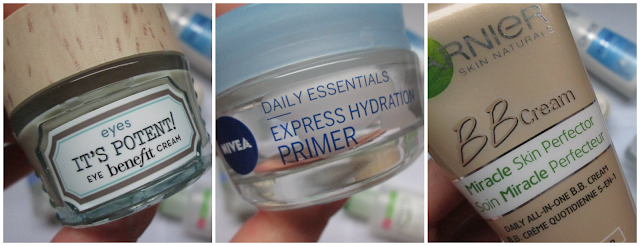 eyes
IT'S POTENT!
EYE benefit CREAM
DAILY ESSENTIALS
EXPRESS HYDRATION
PRIMER
NIVEA
ARNIER
SKIN NATURALS
BB Cream
Miracle Skin Perfector
Soin Miracle Perfecteur
DAILY ALL-IN-ONE B.B. CREAM
B.B. CRÈME QUOTIDIENNE 5-EN-1